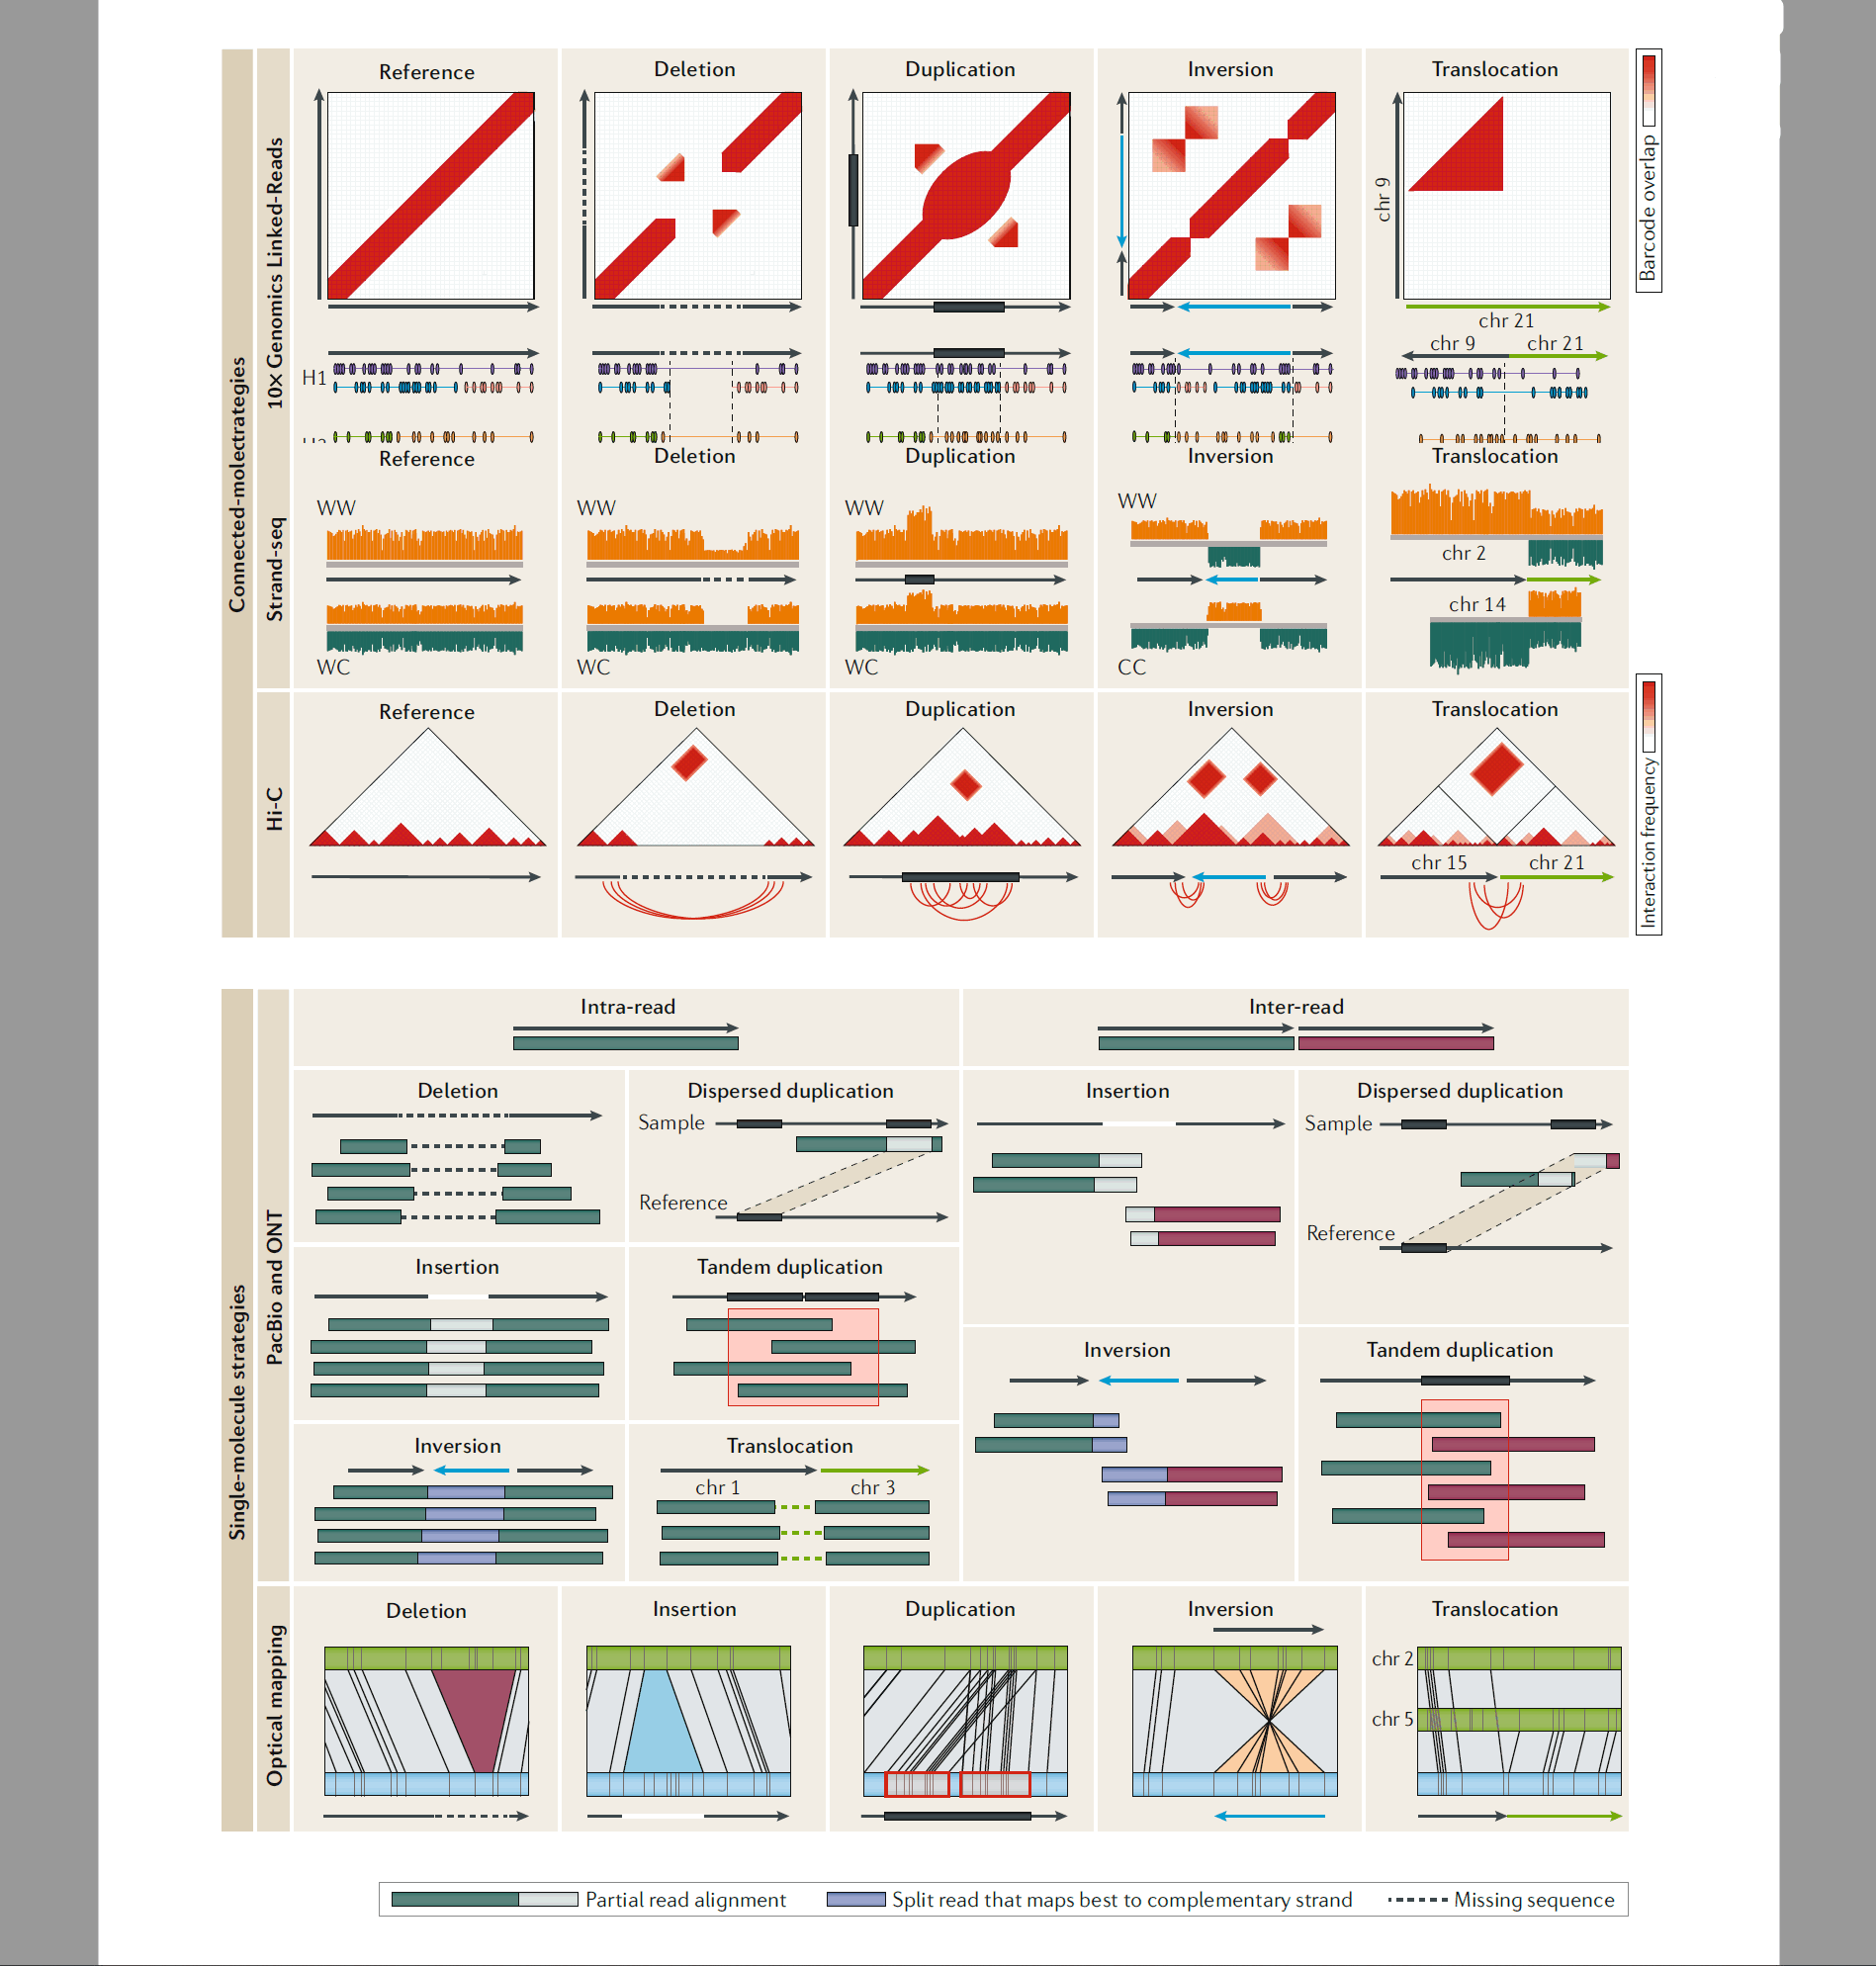 Connected-molectrategies
10x Genomics Linked-Reads
Reference
Deletion
Duplication
Inversion
Translocation
chr 9
chr 21
Barcode overlap
H1
chr 9
chr 21
Strand-seq
Reference
Deletion
Duplication
Inversion
Translocation
WW
WW
WW
WW
chr 2
chr 14
WC
WC
WC
CC
Hi-C
Reference
Deletion
Duplication
Inversion
Translocation
chr 15
chr 21
Interaction frequency
Single-molecule strategies
PacBio and ONT
Intra-read
Inter-read
Deletion
Dispersed duplication
Sample
Reference
Insertion
Dispersed duplication
Sample
Reference
Insertion
Tandem duplication
Inversion
Tandem duplication
Inversion
Translocation
chr 1
chr 3
Optical mapping
Deletion
Insertion
Duplication
Inversion
Translocation
chr 2
chr 5
Partial read alignment
Split read that maps best to complementary strand
Missing sequence